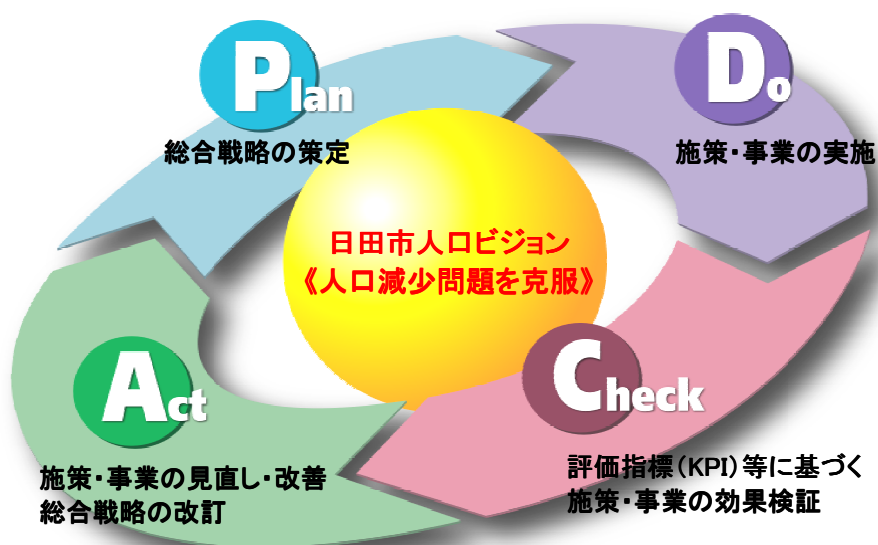 Plan
総合戦略の策定
Do
施策・事業の実施
日田市人口ビジョン
《人口減少問題を克服》
Check
評価指標(KPI)等に基づく
施策・事業の効果検証
Act
施策・事業の見直し・改善
総合戦略の改訂